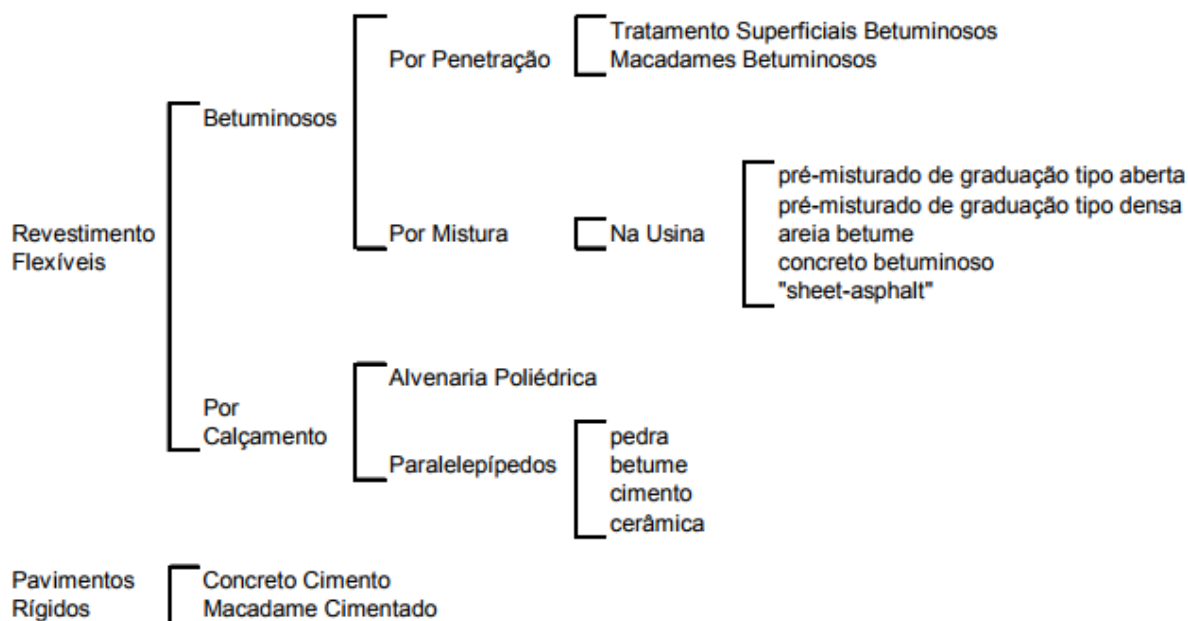 Revestimento
Flexíveis
Betuminosos
Por Penetração
Tratamento Superficiais Betuminosos
Macadames Betuminosos
Por Mistura
Na Usina
pré-misturado de graduação tipo aberta
pré-misturado de graduação tipo densa
areia betume
concreto betuminoso
"sheet-asphalt"
Por
Calçamento
Alvenaria Poliédrica
Paralelepípedos
pedra
betume
cimento
cerâmica
Pavimentos
Rígidos
Concreto Cimento
Macadame Cimentado